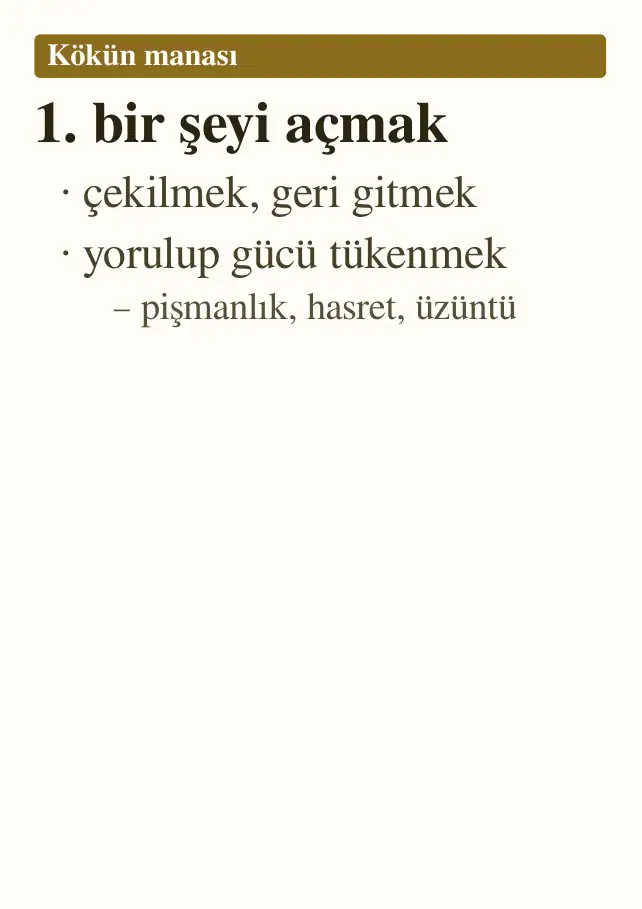 Kökün manası
1. bir şeyi açmak
· çekilmek, geri gitmek
· yorulup gücü tükenmek
– pişmanlık, hasret, üzüntü